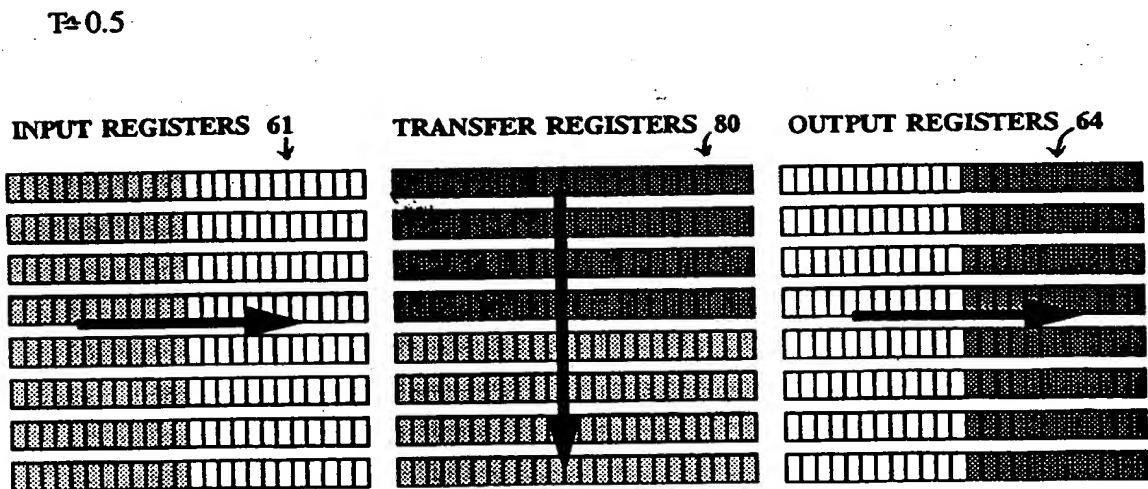 T≙0.5
INPUT REGISTERS 61
TRANSFER REGISTERS 80
OUTPUT REGISTERS 64